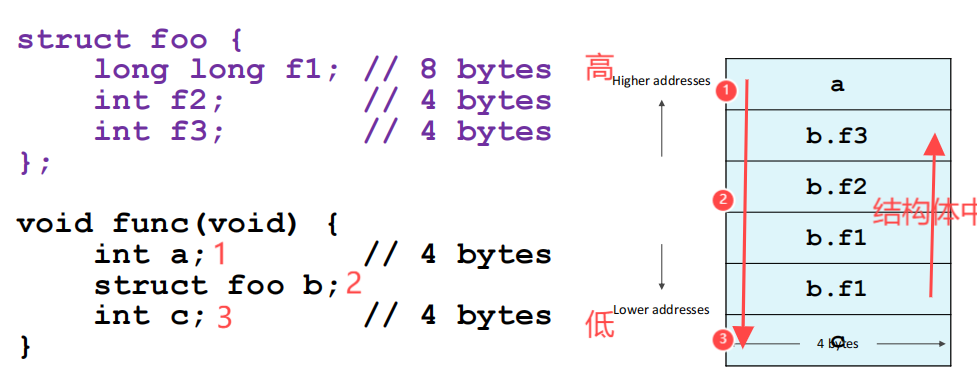 struct foo {
long long f1; // 8 bytes
int f2; // 4 bytes
int f3; // 4 bytes
};
void func(void) {
int a; 1 // 4 bytes
struct foo b; 2
int c; 3 // 4 bytes
}
高
Higher addresses
低
Lower addresses
1
a
b.f3
2
b.f2
结构体中
b.f1
b.f1
3
c
4 bytes